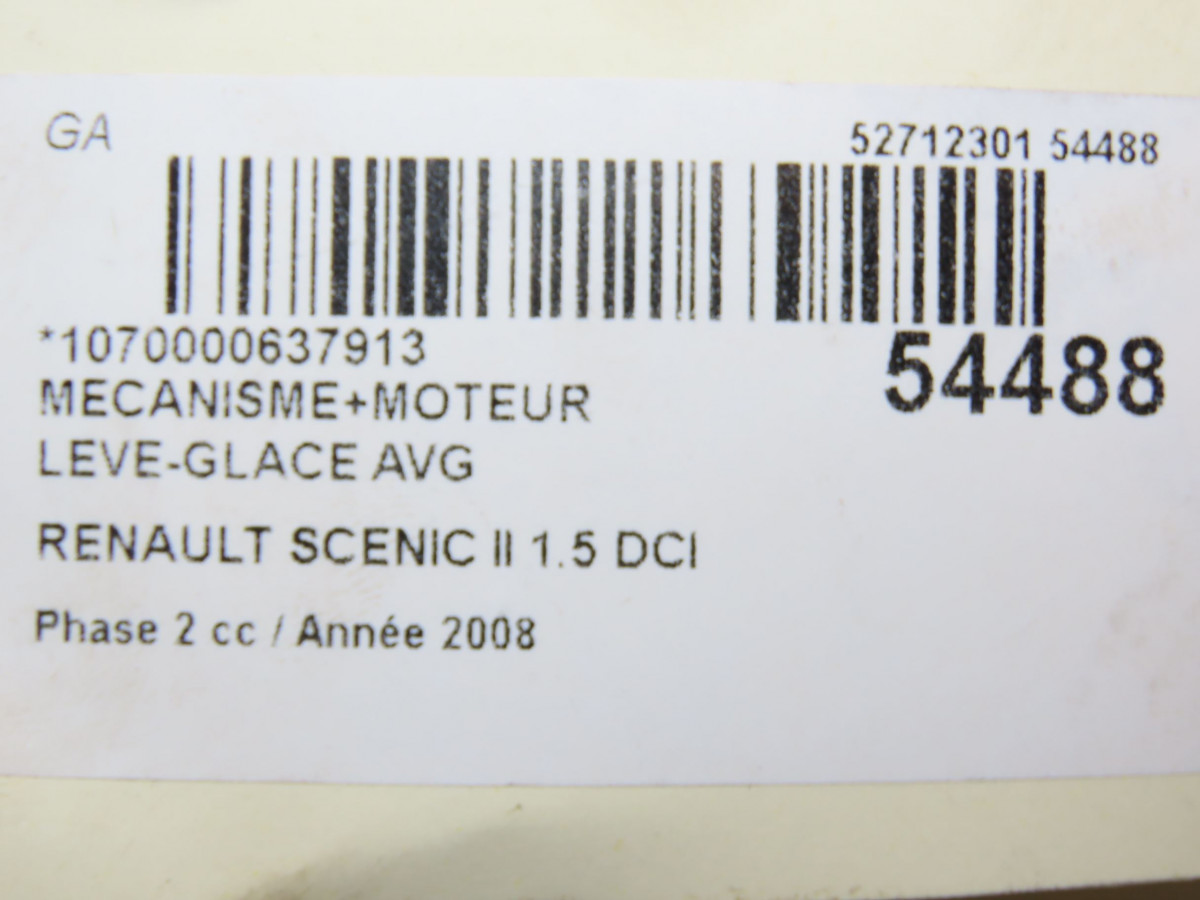 GA
52712301 54488
*1070000637913
54488
MECANISME+MOTEUR
LEVE-GLACE AVG
RENAULT SCENIC II 1.5 DCI
Phase 2 cc / Année 2008